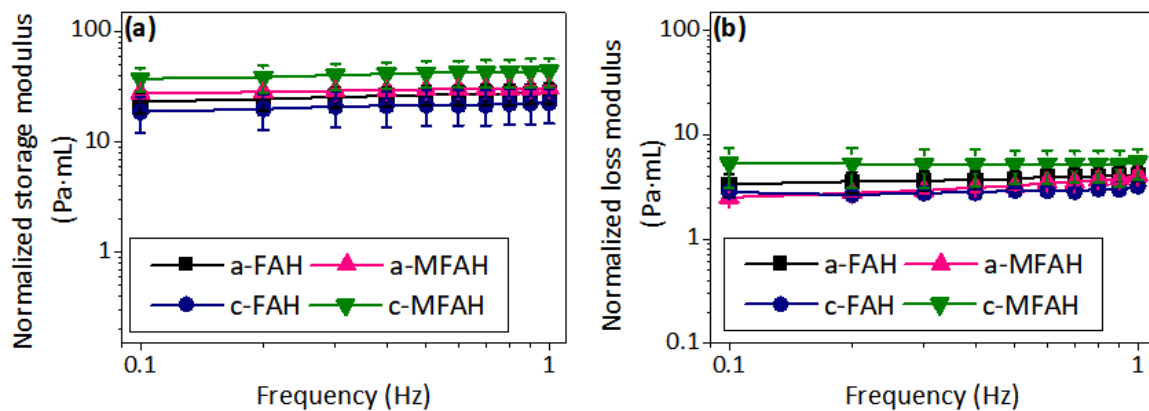 Normalized storage modulus
(Pa·mL)
(a)
100
10
1
a-FAH
a-MFAH
c-FAH
c-MFAH
0.1
1
Frequency (Hz)
Normalized loss modulus
(Pa·mL)
(b)
100
10
1
0.1
a-FAH
a-MFAH
c-FAH
c-MFAH
0.1
1
Frequency (Hz)